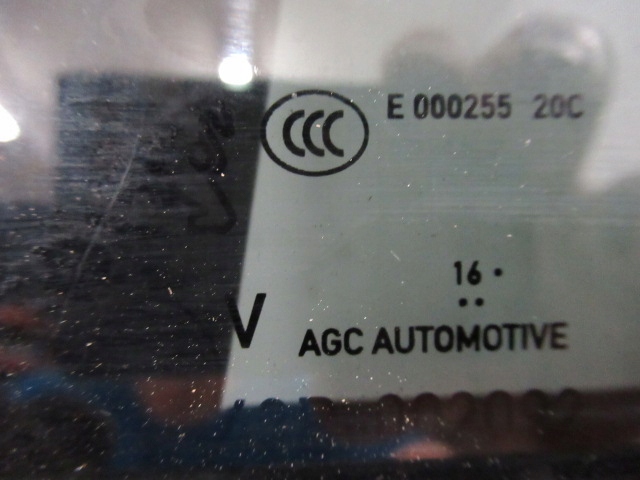 CCC E 000255 20C
16 •
••
V AGC AUTOMOTIVE